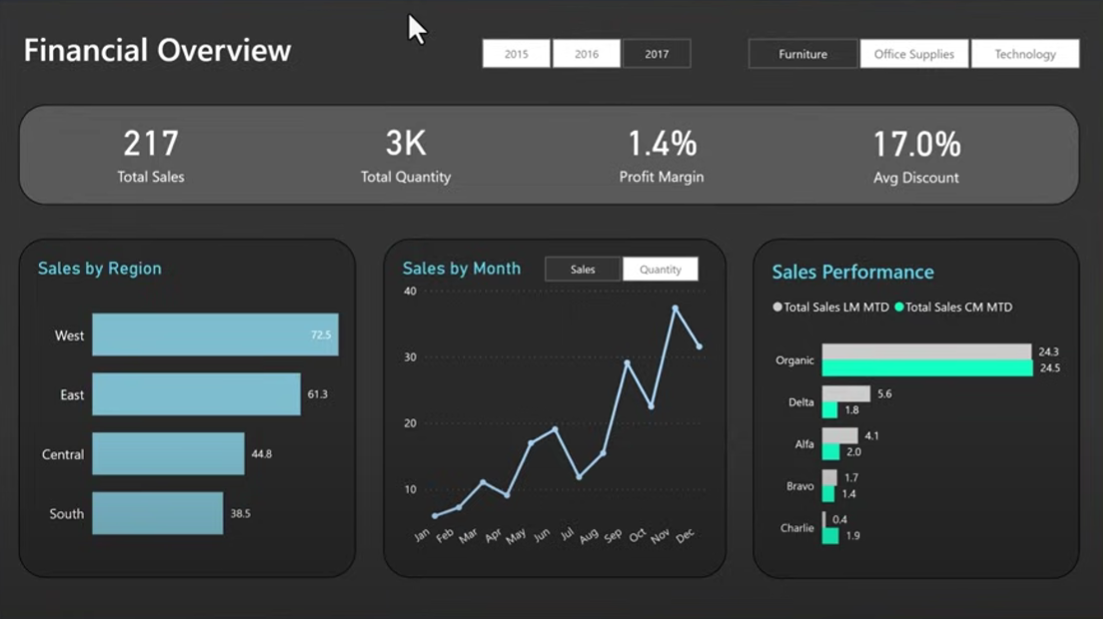 Financial Overview
2015 2016 2017
Furniture Office Supplies Technology
217 3K 1.4% 17.0%
Total Sales Total Quantity Profit Margin Avg Discount
Sales by Region
West 72.5
East 61.3
Central 44.8
South 38.5
Sales by Month Sales Quantity
40
30
20
10
Jan Feb Mar Apr May Jun Jul Aug Sep Oct Nov Dec
Sales Performance
Total Sales LM MTD Total Sales CM MTD
Organic 24.3 24.5
Delta 5.6 1.8
Alfa 4.1 2.0
Bravo 1.7 1.4
Charlie 0.4 1.9